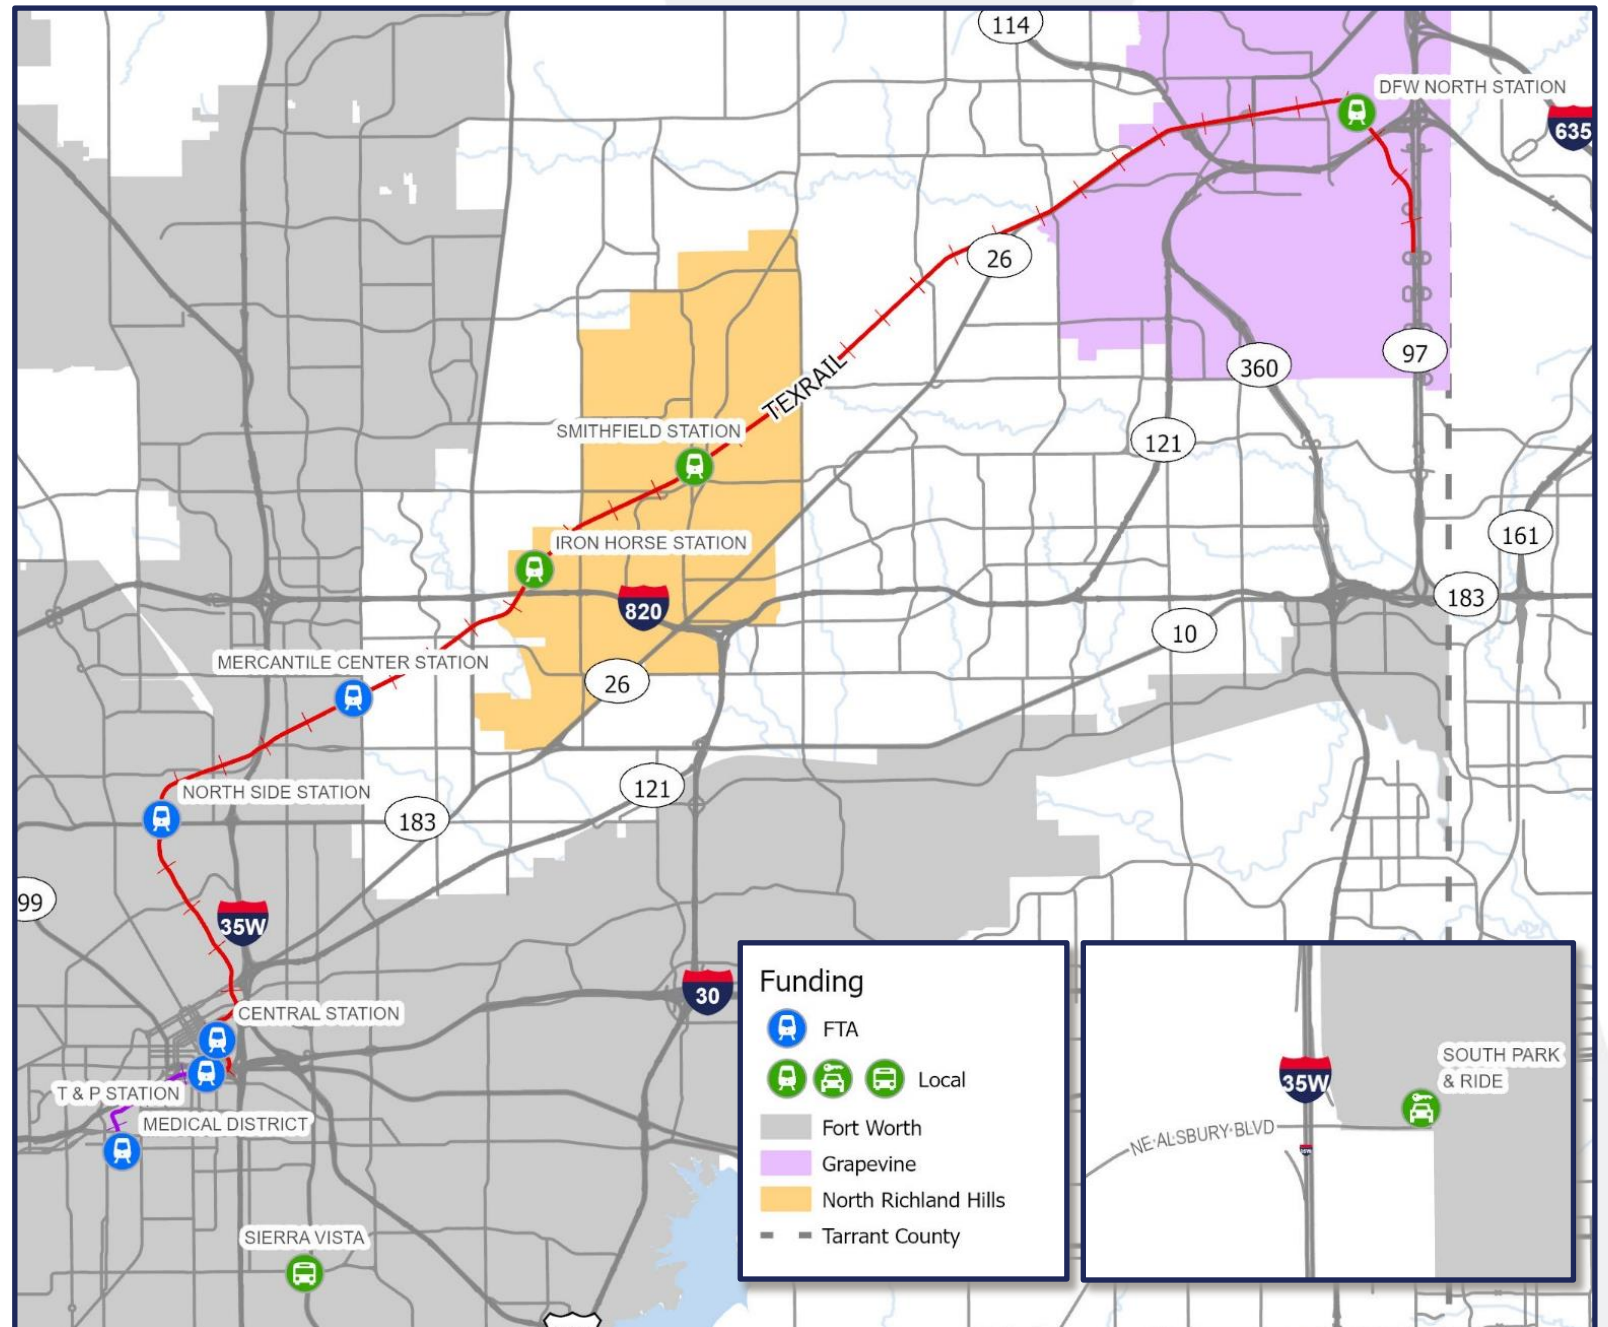 114
DFW NORTH STATION
635
26
TEXRAIL
97
360
SMITHFIELD STATION
121
161
IRON HORSE STATION
820
183
10
MERCANTILE CENTER STATION
26
121
NORTH SIDE STATION
183
99
35W
30
CENTRAL STATION
T & P STATION
MEDICAL DISTRICT
SIERRA VISTA
Funding
FTA
Local
Fort Worth
Grapevine
North Richland Hills
Tarrant County
SOUTH PARK
& RIDE
35W
NE ALSBURY BLVD